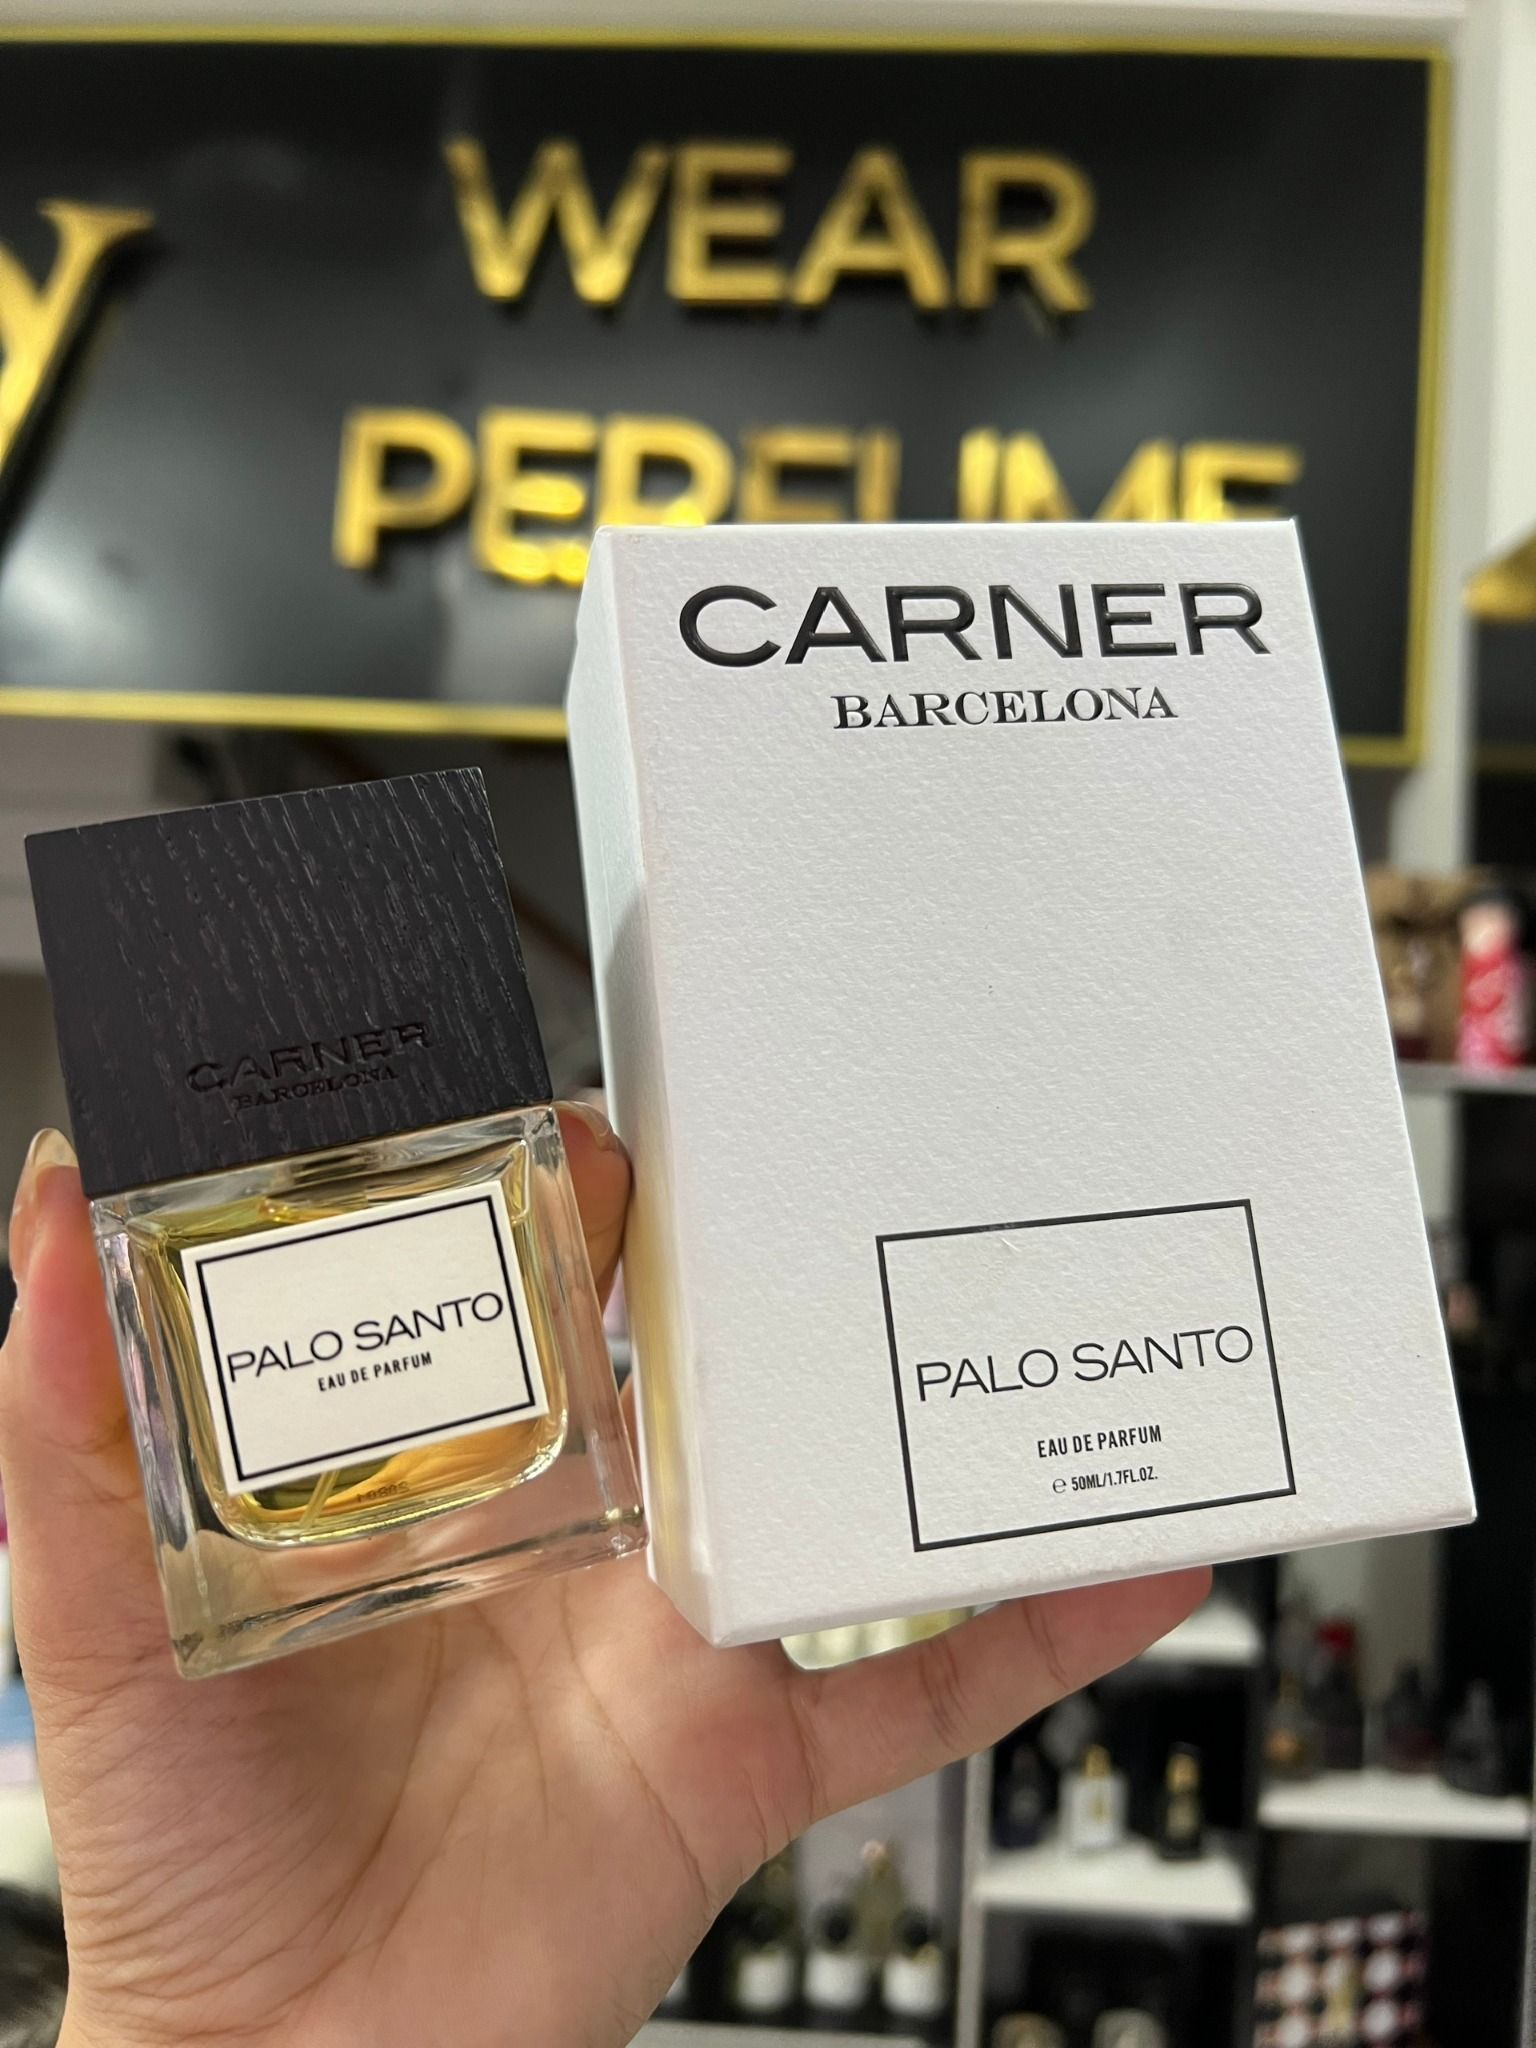 WEAR
PERFUME
CARNER
BARCELONA
PALO SANTO
EAU DE PARFUM
℮ 50ML/1.7FL.OZ.
CARNER
BARCELONA
PALO SANTO
EAU DE PARFUM